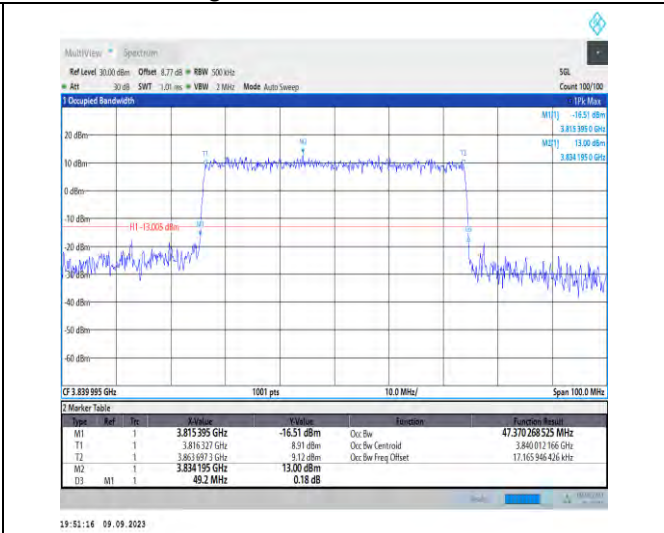 MultiView Spectrum
Ref Level 30.00 dBm Offset 8.77 dB RBW 500 kHz SGL
Att 30 dB SWT 1.01 ms VBW 2 MHz Mode Auto Sweep Count 100/100
1 Occupied Bandwidth 1Pk Max
M1[1] -16.51 dBm
3.815 395 0 GHz
M2[1] 13.00 dBm
3.834 195 0 GHz
20 dBm
M2
T1
T2
10 dBm
0 dBm
-10 dBm
H1 -13.005 dBm
M1
-20 dBm
-30 dBm
-40 dBm
-50 dBm
-60 dBm
CF 3.839 995 GHz 1001 pts 10.0 MHz/ Span 100.0 MHz
2 Marker Table
Type Ref Trc X-Value Y-Value Function Function Result
M1 1 3.815 395 GHz -16.51 dBm Occ Bw 47.370 268 525 MHz
T1 1 3.816 327 GHz 8.91 dBm Occ Bw Centroid 3.840 012 166 GHz
T2 1 3.863 697 3 GHz 9.12 dBm Occ Bw Freq Offset 17.165 946 426 kHz
M2 1 3.834 195 GHz 13.00 dBm
D3 M1 1 49.2 MHz 0.18 dB
19:51:16 09.09.2023